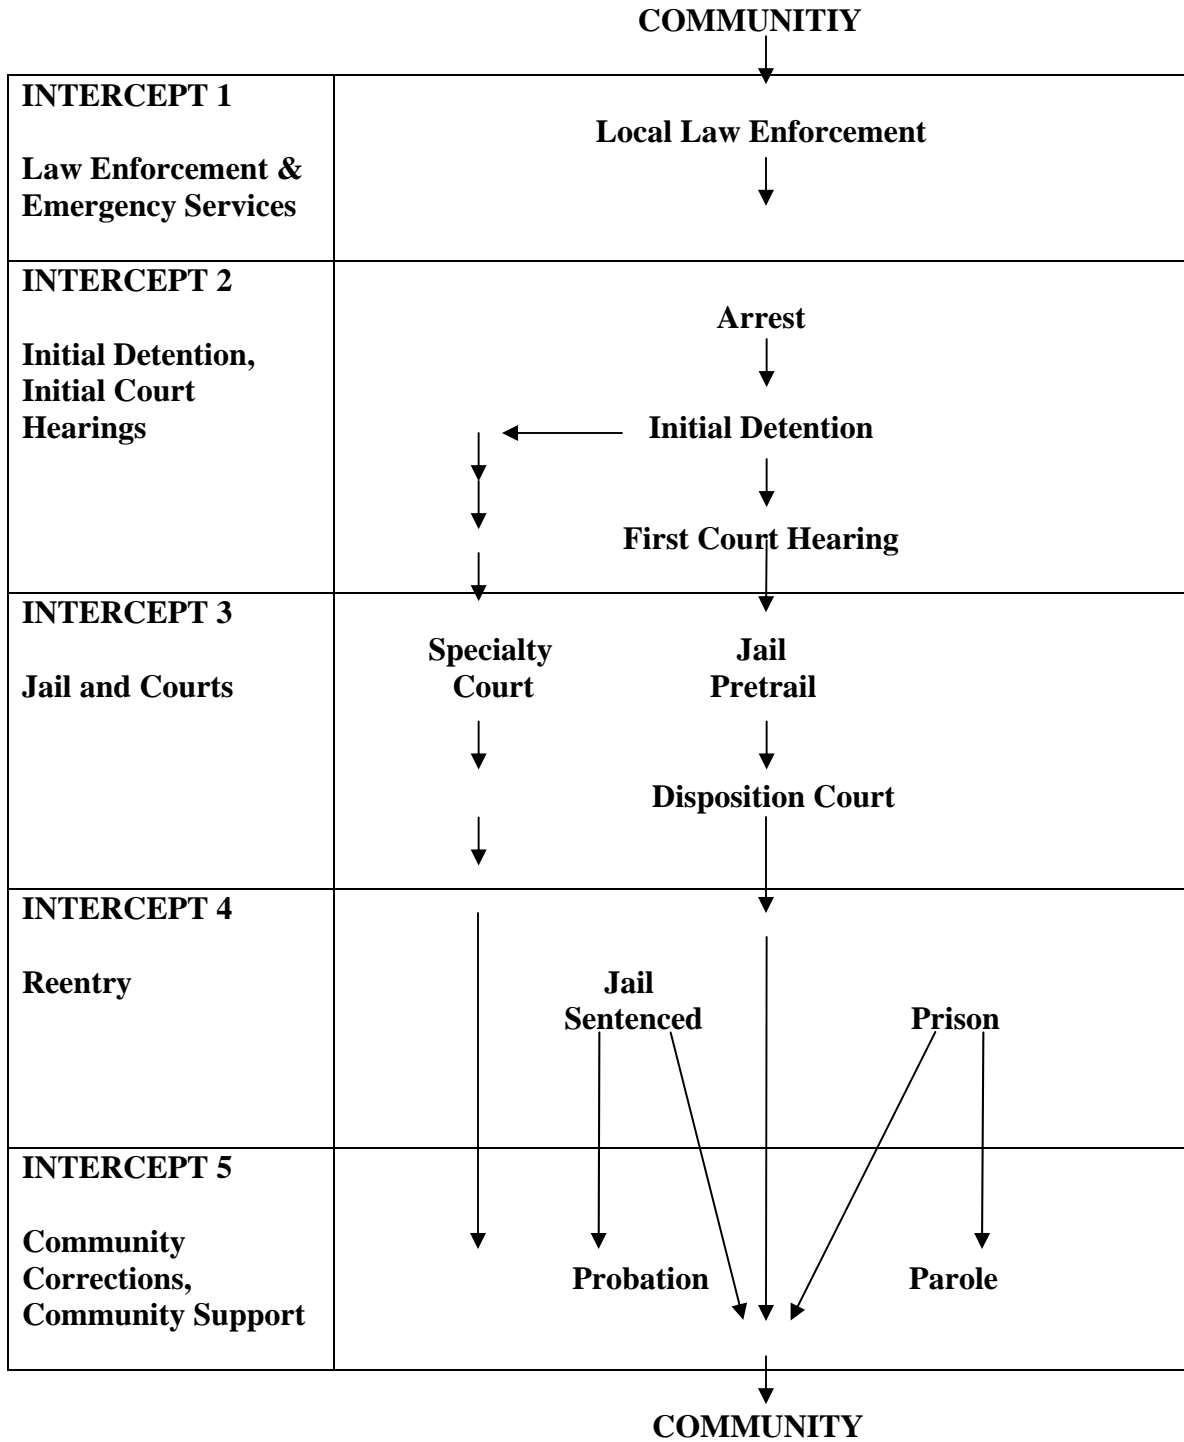 COMMUNITIY
INTERCEPT 1
Law Enforcement &
Emergency Services
Local Law Enforcement
INTERCEPT 2
Initial Detention,
Initial Court
Hearings
Arrest
Initial Detention
First Court Hearing
INTERCEPT 3
Jail and Courts
Specialty
Court
Jail
Pretrail
Disposition Court
INTERCEPT 4
Reentry
Jail
Sentenced
Prison
INTERCEPT 5
Community
Corrections,
Community Support
Probation
Parole
COMMUNITY